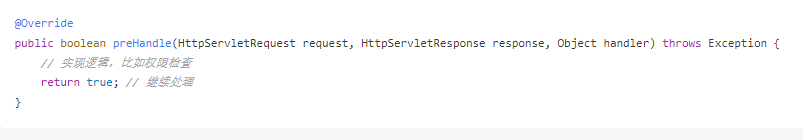 @Override
public boolean preHandle(HttpServletRequest request, HttpServletResponse response, Object handler) throws Exception {
// 实现逻辑，比如权限检查
return true; // 继续处理
}